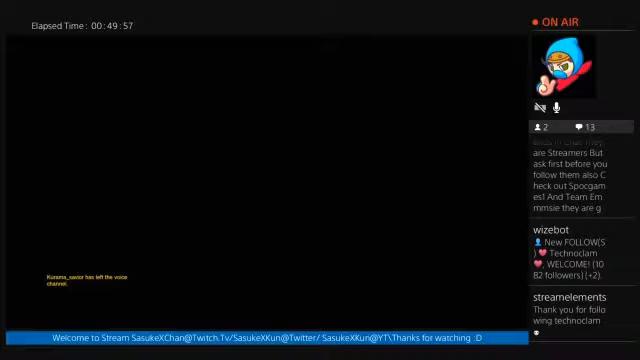 Elapsed Time : 00 : 49 : 57
ON AIR
2 13
are Streamers But
ask first before you
follow them also C
heck out Spocgam
es1 And Team Em
mmsie they are g
wizebot
New FOLLOW(S
) Technoclam
, WELCOME! (10
82 followers) (+2).
streamelements
Thank you for follo
wing technoclam
Kurama_savior has left the voice
channel.
Welcome to Stream SasukeXChan@Twitch.Tv/SasukeXKun@Twitter/ SasukeXKun@YT\Thanks for watching :D